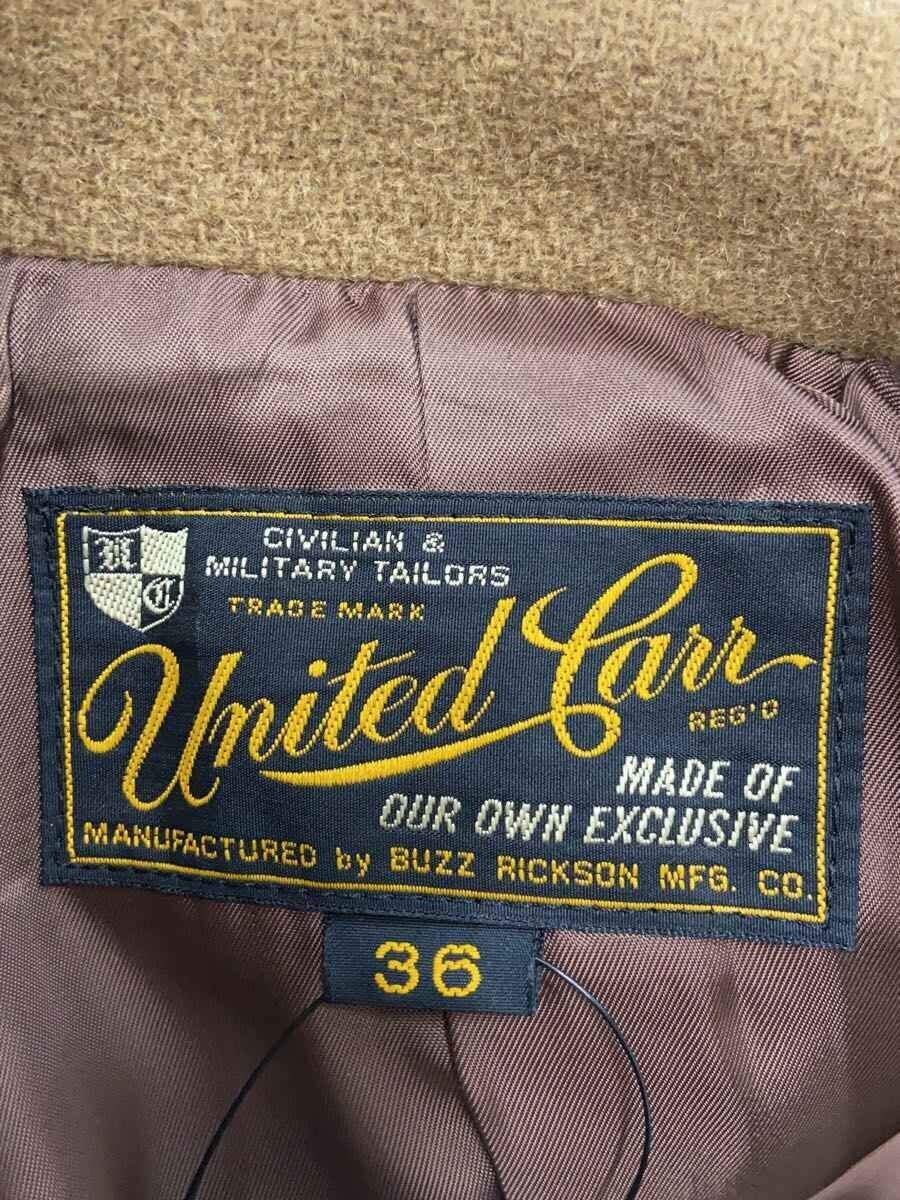 CIVILIAN &
MILITARY TAILORS
TRADE MARK
United Carr
REG'D
MADE OF
OUR OWN EXCLUSIVE
MANUFACTURED by BUZZ RICKSON MFG. CO.
36